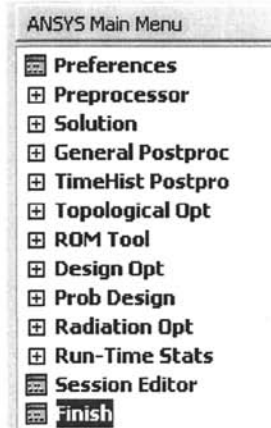 ANSYS Main Menu
Preferences
Preprocessor
Solution
General Postproc
TimeHist Postpro
Topological Opt
ROM Tool
Design Opt
Prob Design
Radiation Opt
Run-Time Stats
Session Editor
Finish